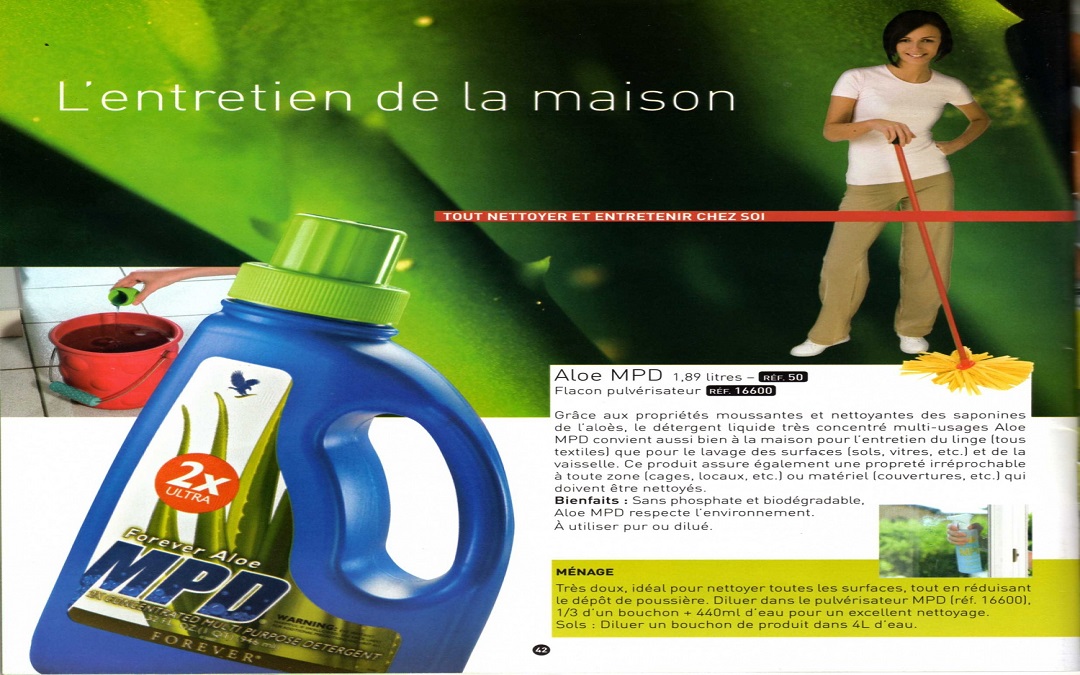 L'entretien de la maison
TOUT NETTOYER ET ENTRETENIR CHEZ SOI
Aloe MPD 1,89 litres – RÉF. 50
Flacon pulvérisateur RÉF. 16600
Grâce aux propriétés moussantes et nettoyantes des saponines
de l'aloès, le détergent liquide très concentré multi-usages Aloe
MPD convient aussi bien à la maison pour l'entretien du linge (tous
textiles) que pour le lavage des surfaces (sols, vitres, etc.) et de la
vaisselle. Ce produit assure également une propreté irréprochable
à toute zone (cages, locaux, etc.) ou matériel (couvertures, etc.) qui
doivent être nettoyés.
Bienfaits : Sans phosphate et biodégradable,
Aloe MPD respecte l'environnement.
À utiliser pur ou dilué.
MÉNAGE
Très doux, idéal pour nettoyer toutes les surfaces, tout en réduisant
le dépôt de poussière. Diluer dans le pulvérisateur MPD (réf. 16600),
1/3 d'un bouchon + 440ml d'eau pour un excellent nettoyage.
Sols : Diluer un bouchon de produit dans 4L d'eau.
2x
ULTRA
Forever Aloe
MPD
WARNING:
MULTI PURPOSE DETERGENT
FOREVER®
42